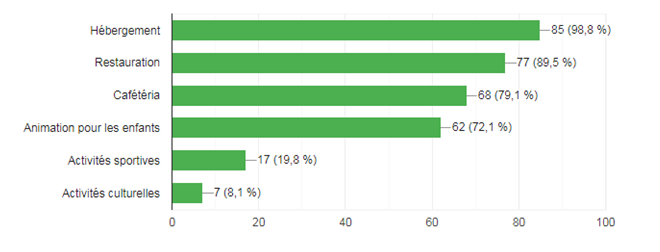 Hébergement 85 (98,8 %)
Restauration 77 (89,5 %)
Cafétéria 68 (79,1 %)
Animation pour les enfants 62 (72,1 %)
Activités sportives 17 (19,8 %)
Activités culturelles 7 (8,1 %)
0 20 40 60 80 100